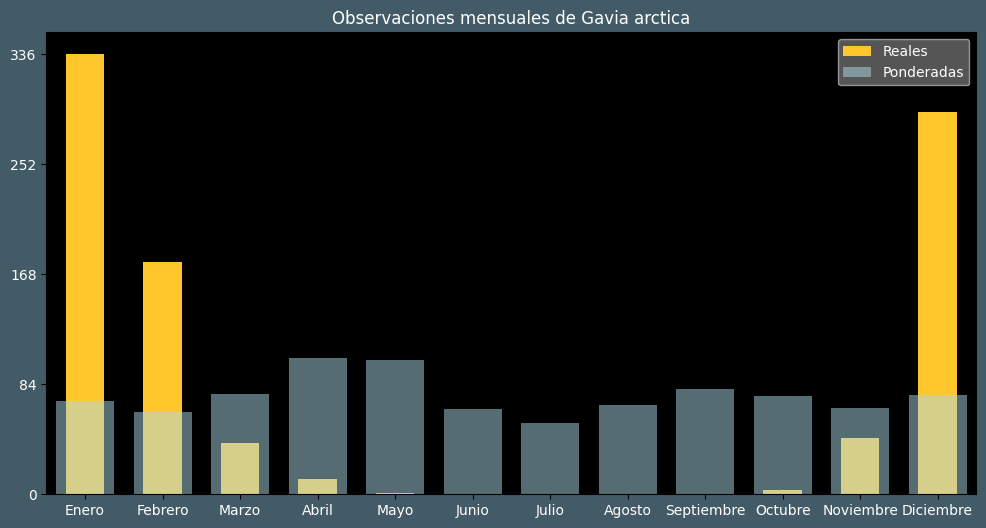 Observaciones mensuales de Gavia arctica
Reales
Ponderadas
336
252
168
84
0
Enero Febrero Marzo Abril Mayo Junio Julio Agosto Septiembre Octubre Noviembre Diciembre